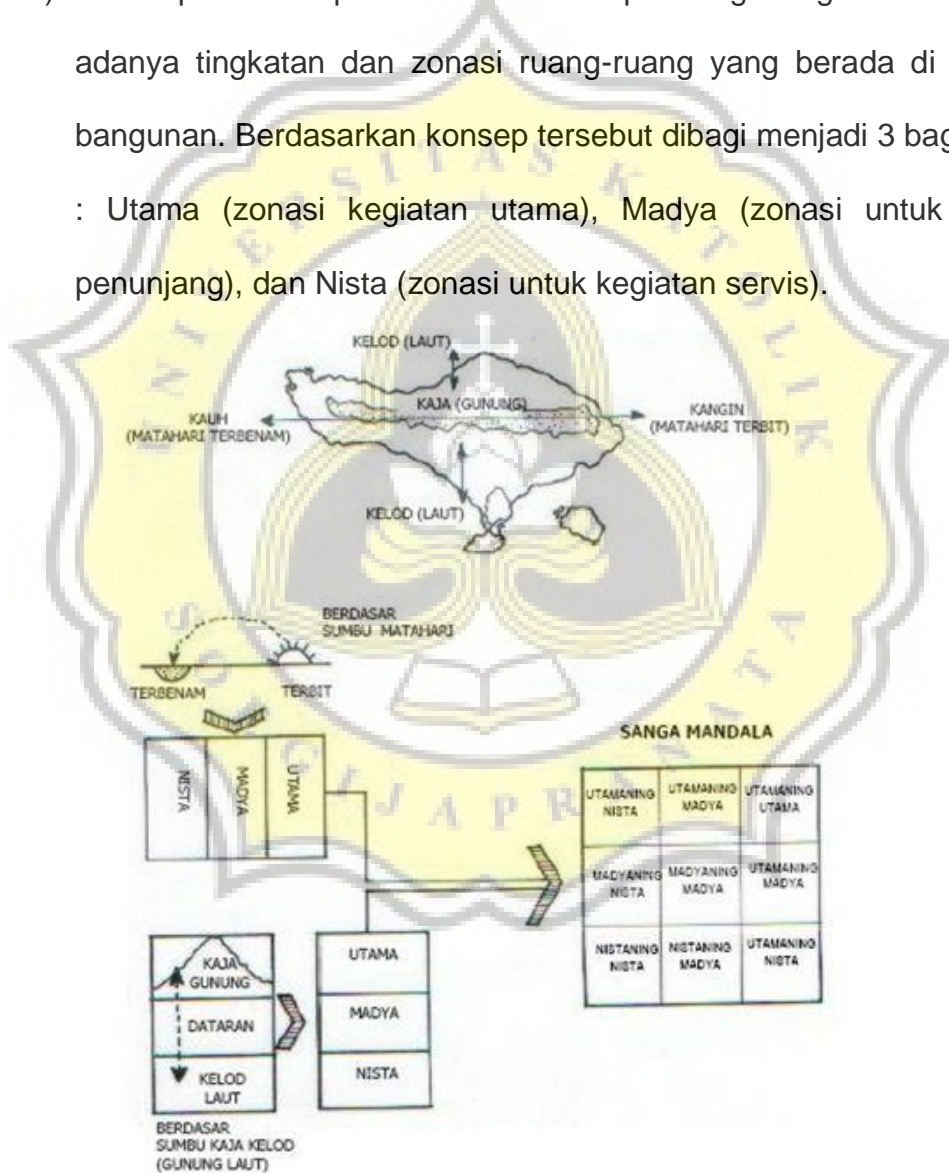 adanya tingkatan dan zonasi ruang-ruang yang berada di
bangunan. Berdasarkan konsep tersebut dibagi menjadi 3 bag
: Utama (zonasi kegiatan utama), Madya (zonasi untuk
penunjang), dan Nista (zonasi untuk kegiatan servis).
UNIVERSITAS KATOLIK
SOEGIJAPRANATA
KELOD (LAUT)
KAJA (GUNUNG)
KAUH
(MATAHARI TERBENAM)
KANGIN
(MATAHARI TERBIT)
KELOD (LAUT)
BERDASAR
SUMBU MATAHARI
TERBENAM
TERBIT
NISTA
MADYA
UTAMA
SANGA MANDALA
UTAMANING
NISTA
UTAMANING
MADYA
UTAMANING
UTAMA
MADYANING
NISTA
MADYANING
MADYA
UTAMANING
MADYA
NISTANING
NISTA
NISTANING
MADYA
UTAMANING
NISTA
KAJA
GUNUNG
DATARAN
KELOD
LAUT
UTAMA
MADYA
NISTA
BERDASAR
SUMBU KAJA KELOD
(GUNUNG LAUT)